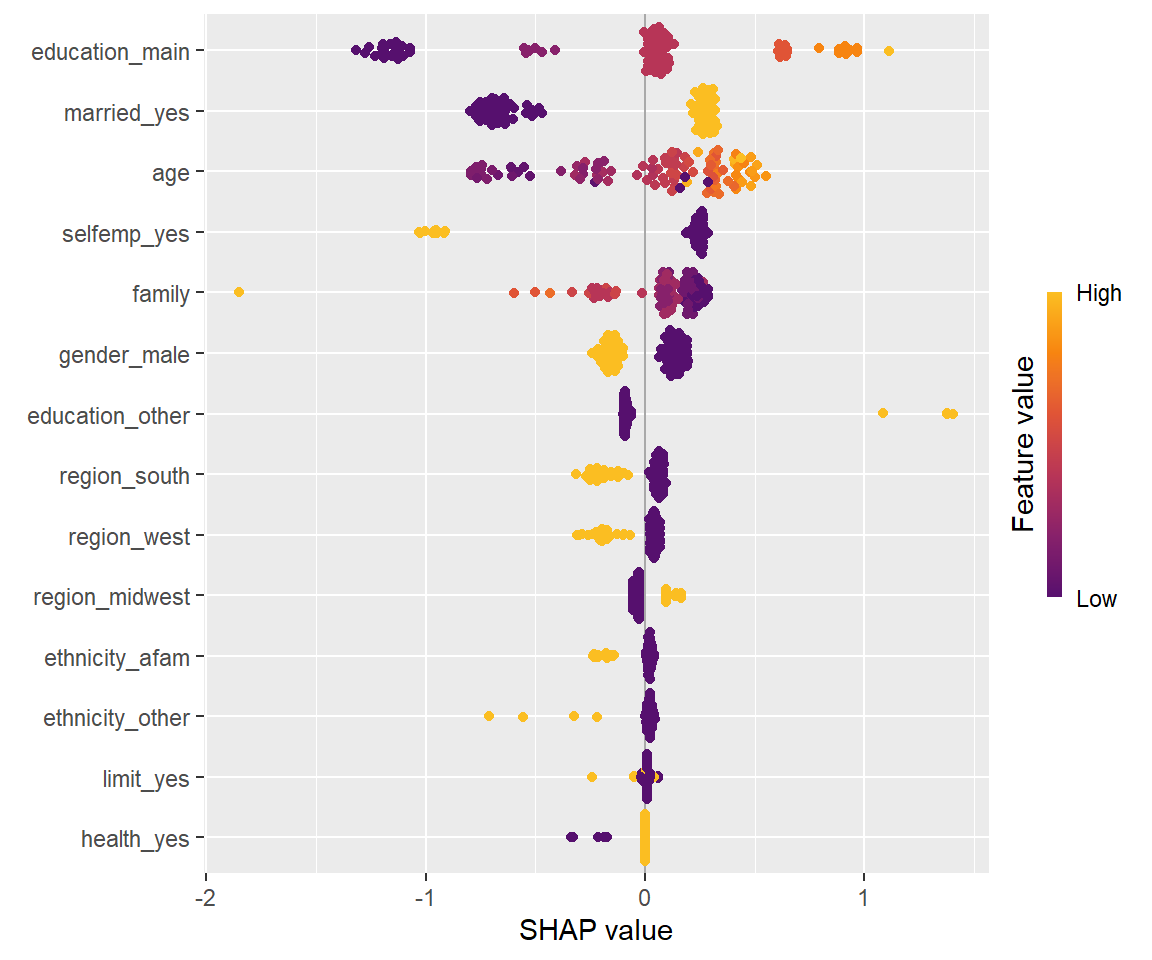 education_main
married_yes
age
selfemp_yes
family
gender_male
education_other
region_south
region_west
region_midwest
ethnicity_afam
ethnicity_other
limit_yes
health_yes
-2
-1
0
1
SHAP value
Feature value
High
Low